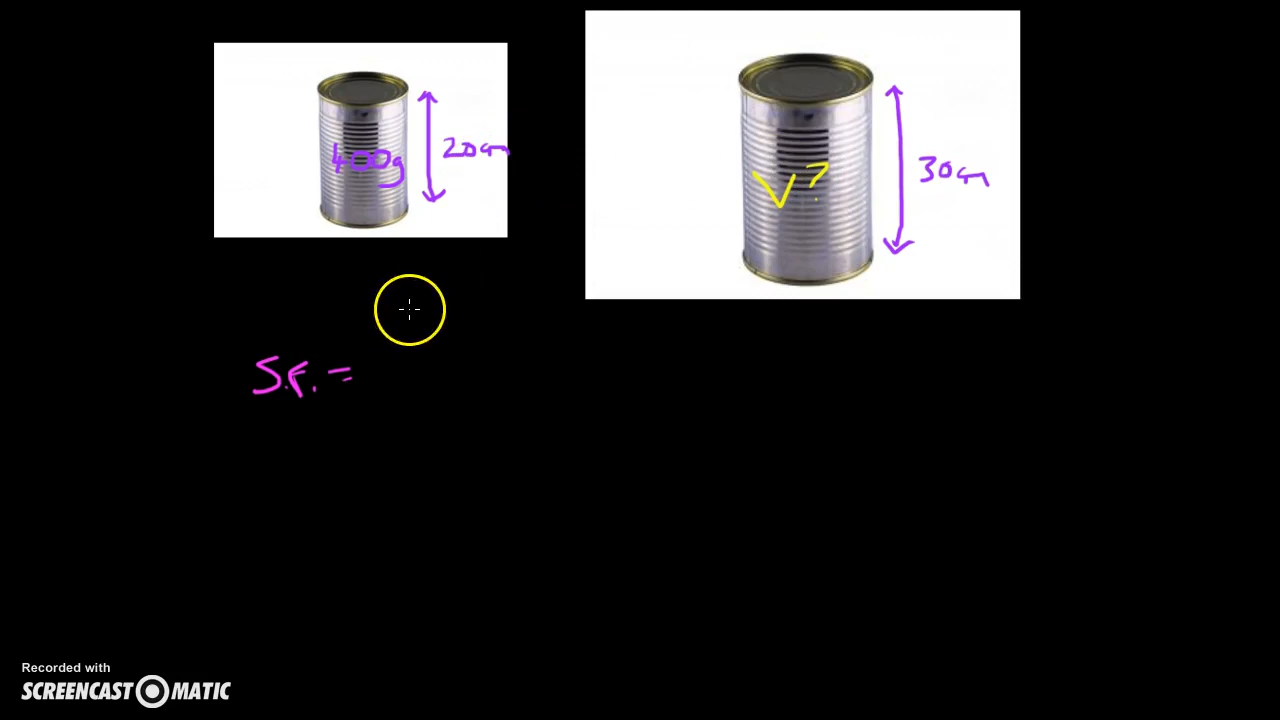 400g
20cm
V?
30cm
S.F. =
Recorded with
SCREENCAST MATIC